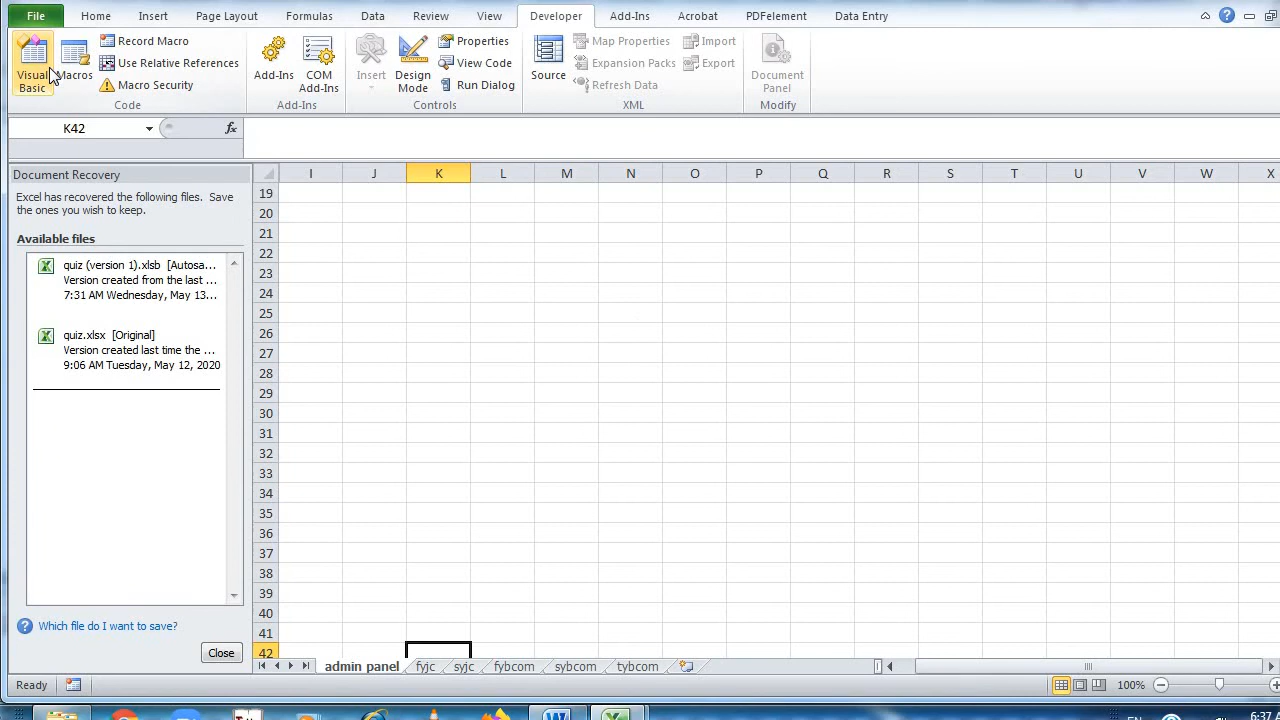 File Home Insert Page Layout Formulas Data Review View Developer Add-Ins Acrobat PDFelement Data Entry
Visual Basic
Macros
Record Macro
Use Relative References
Macro Security
Code
Add-Ins
COM Add-Ins
Add-Ins
Insert
Design Mode
Properties
View Code
Run Dialog
Controls
Source
Map Properties
Expansion Packs
Refresh Data
Import
Export
XML
Document Panel
Modify
K42
fx
Document Recovery
Excel has recovered the following files. Save
the ones you wish to keep.
Available files
quiz (version 1).xlsb [Autosa...
Version created from the last ...
7:31 AM Wednesday, May 13...
quiz.xlsx [Original]
Version created last time the ...
9:06 AM Tuesday, May 12, 2020
Which file do I want to save?
Close
I J K L M N O P Q R S T U V W X
19
20
21
22
23
24
25
26
27
28
29
30
31
32
33
34
35
36
37
38
39
40
41
42
admin panel fyjc syjc fybcom sybcom tybcom
Ready
100%
EN